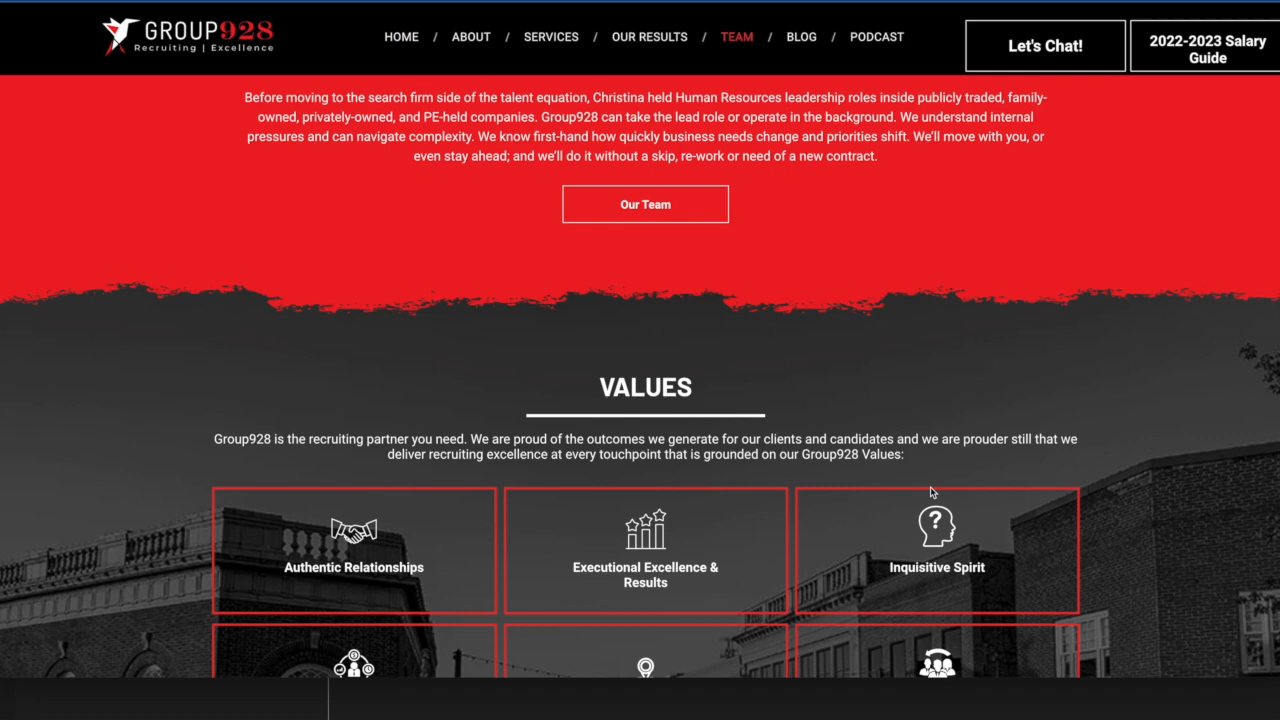 GROUP928
Recruiting | Excellence
HOME / ABOUT / SERVICES / OUR RESULTS / TEAM / BLOG / PODCAST
Let's Chat!
2022-2023 Salary
Guide
Before moving to the search firm side of the talent equation, Christina held Human Resources leadership roles inside publicly traded, family-
owned, privately-owned, and PE-held companies. Group928 can take the lead role or operate in the background. We understand internal
pressures and can navigate complexity. We know first-hand how quickly business needs change and priorities shift. We'll move with you, or
even stay ahead; and we'll do it without a skip, re-work or need of a new contract.
Our Team
VALUES
Group928 is the recruiting partner you need. We are proud of the outcomes we generate for our clients and candidates and we are prouder still that we
deliver recruiting excellence at every touchpoint that is grounded on our Group928 Values:
Authentic Relationships
Executional Excellence &
Results
?
Inquisitive Spirit